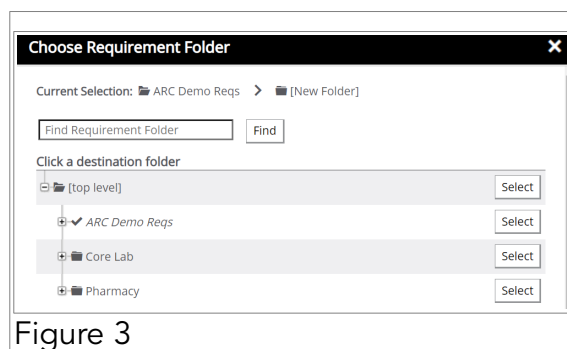 Choose Requirement Folder ×
Current Selection: ARC Demo Reqs > [New Folder]
Find Requirement Folder Find
Click a destination folder
[top level] Select
ARC Demo Reqs Select
Core Lab Select
Pharmacy Select
Figure 3